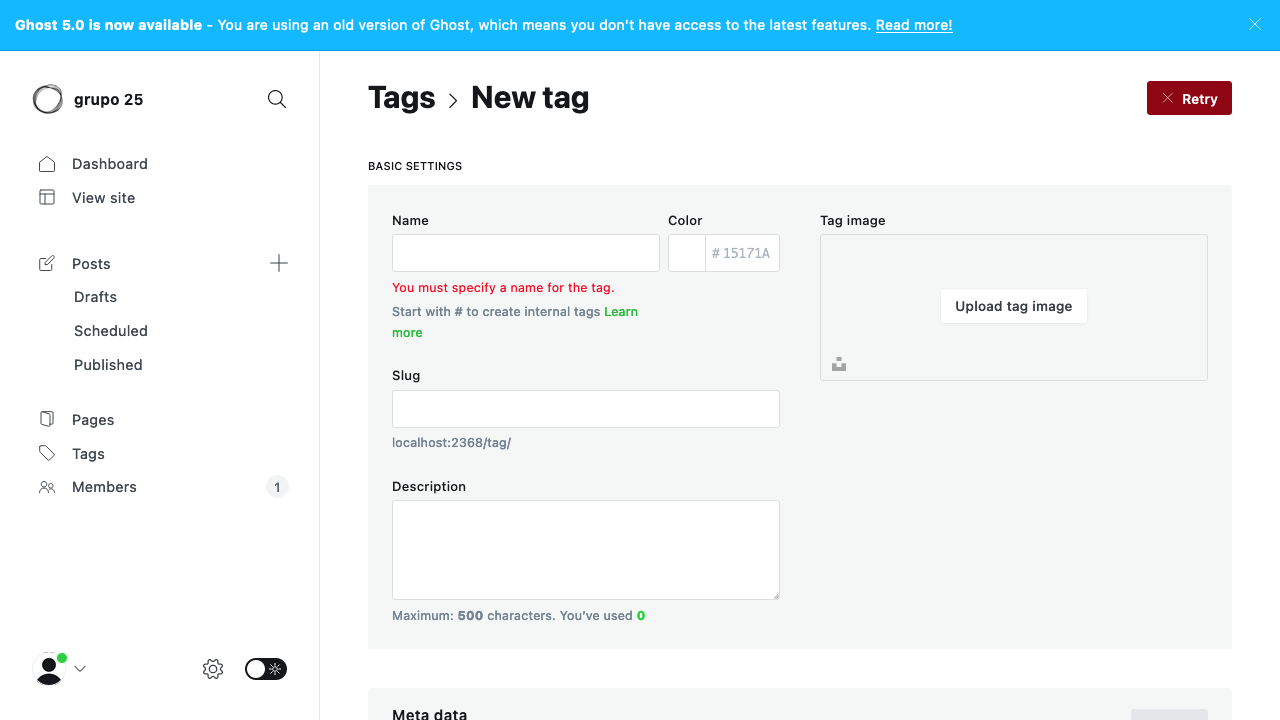 Ghost 5.0 is now available - You are using an old version of Ghost, which means you don't have access to the latest features. Read more!
grupo 25
Dashboard
View site
Posts
Drafts
Scheduled
Published
Pages
Tags
Members
1
Tags
New tag
Retry
BASIC SETTINGS
Name
Color
# 15171A
You must specify a name for the tag.
Start with # to create internal tags Learn
more
Slug
localhost:2368/tag/
Description
Maximum: 500 characters. You’ve used 0
Tag image
Upload tag image
Meta data